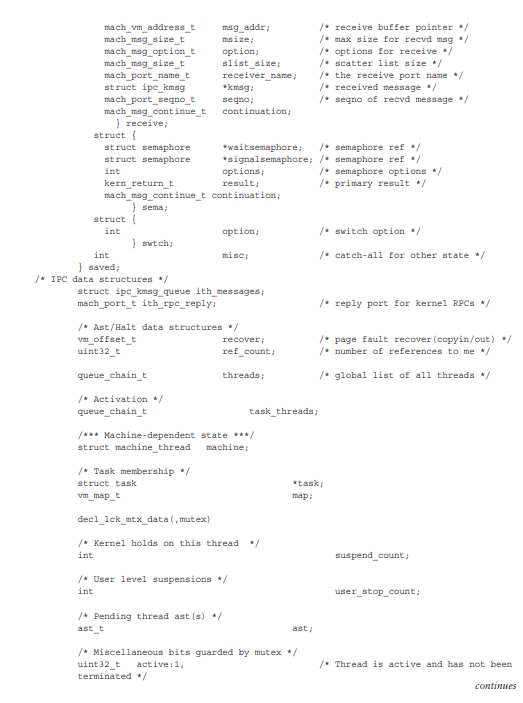 mach_vm_address_t msg_addr; /* receive buffer pointer */
mach_msg_size_t msize; /* max size for recvd msg */
mach_msg_option_t option; /* options for receive */
mach_msg_size_t slist_size; /* scatter list size */
mach_port_name_t receiver_name; /* the receive port name */
struct ipc_kmsg *kmsg; /* received message */
mach_port_seqno_t seqno; /* seqno of recvd message */
mach_msg_continue_t continuation;
} receive;
struct {
struct semaphore *waitsemaphore; /* semaphore ref */
struct semaphore *signalsemaphore; /* semaphore ref */
int options; /* semaphore options */
kern_return_t result; /* primary result */
mach_msg_continue_t continuation;
} sema;
struct {
int option; /* switch option */
} swtch;
int misc; /* catch-all for other state */
} saved;
/* IPC data structures */
struct ipc_kmsg_queue ith_messages;
mach_port_t ith_rpc_reply; /* reply port for kernel RPCs */
/* Ast/Halt data structures */
vm_offset_t recover; /* page fault recover(copyin/out) */
uint32_t ref_count; /* number of references to me */
queue_chain_t threads; /* global list of all threads */
/* Activation */
queue_chain_t task_threads;
/*** Machine-dependent state ***/
struct machine_thread machine;
/* Task membership */
struct task *task;
vm_map_t map;
decl_lck_mtx_data(,mutex)
/* Kernel holds on this thread */
int suspend_count;
/* User level suspensions */
int user_stop_count;
/* Pending thread ast(s) */
ast_t ast;
/* Miscellaneous bits guarded by mutex */
uint32_t active:1, /* Thread is active and has not been
terminated */
continues